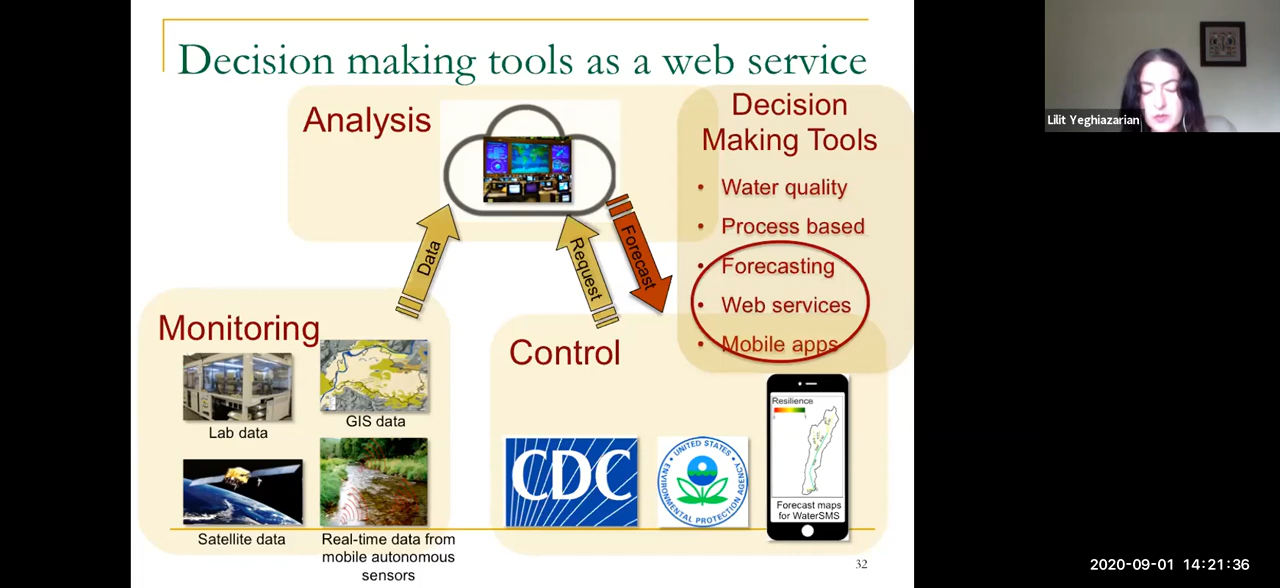 Decision making tools as a web service
Analysis
Decision
Making Tools
• Water quality
• Process based
• Forecasting
• Web services
• Mobile apps
Data
Request
Forecast
Monitoring
Lab data
GIS data
Satellite data
Real-time data from
mobile autonomous
sensors
Control
CDC
UNITED STATES
ENVIRONMENTAL PROTECTION AGENCY
Resilience
Forecast maps
for WaterSMS
32
Lilit Yeghiazarian
2020-09-01 14:21:36